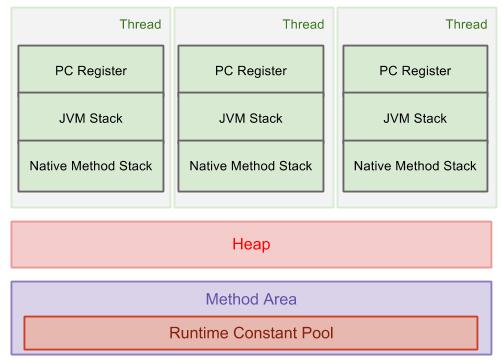 Thread
PC Register
JVM Stack
Native Method Stack
Thread
PC Register
JVM Stack
Native Method Stack
Thread
PC Register
JVM Stack
Native Method Stack
Heap
Method Area
Runtime Constant Pool